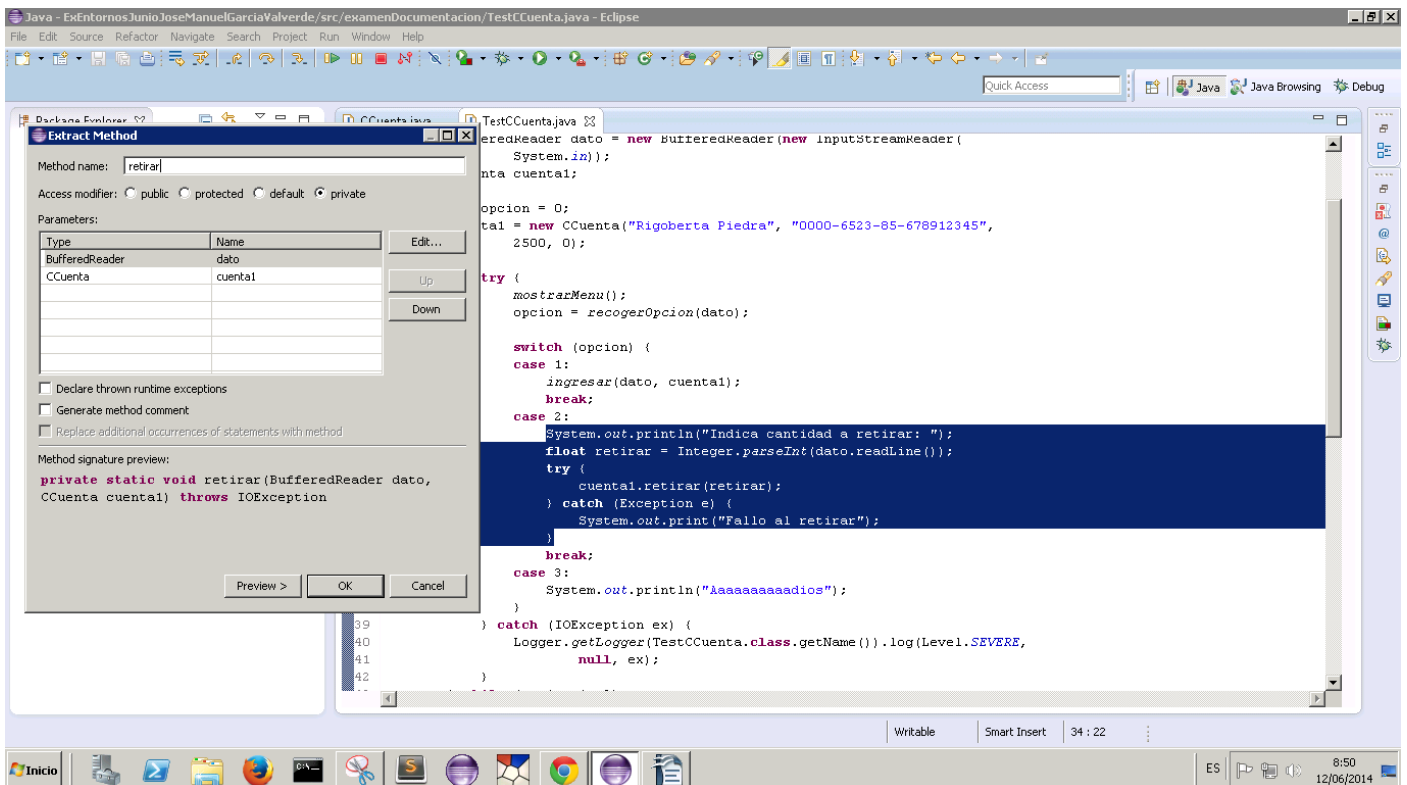 Java - ExEntornosJunioJoseManuelGarciaValverde/src/examenDocumentacion/TestCCuenta.java - Eclipse
File Edit Source Refactor Navigate Search Project Run Window Help
Quick Access
Java Java Browsing Debug
Package Explorer CCuenta.java TestCCuenta.java
Extract Method
Method name: retirar
Access modifier: public protected default private
Parameters:
Type Name
BufferedReader dato
CCuenta cuenta1
Edit...
Up
Down
Declare thrown runtime exceptions
Generate method comment
Replace additional occurrences of statements with method
Method signature preview:
private static void retirar(BufferedReader dato,
CCuenta cuenta1) throws IOException
Preview > OK Cancel
eredReader dato = new BufferedReader(new InputStreamReader(
System.in));
nta cuenta1;
opcion = 0;
ta1 = new CCuenta("Rigoberta Piedra", "0000-6523-85-678912345",
2500, 0);
try {
mostrarMenu();
opcion = recogerOpcion(dato);
switch (opcion) {
case 1:
ingresar(dato, cuenta1);
break;
case 2:
System.out.println("Indica cantidad a retirar: ");
float retirar = Integer.parseInt(dato.readLine());
try {
cuenta1.retirar(retirar);
} catch (Exception e) {
System.out.print("Fallo al retirar");
}
break;
case 3:
System.out.println("Aaaaaaaaaadios");
}
39 } catch (IOException ex) {
40 Logger.getLogger(TestCCuenta.class.getName()).log(Level.SEVERE,
41 null, ex);
42 }
Writable Smart Insert 34 : 22
Inicio
ES
8:50
12/06/2014